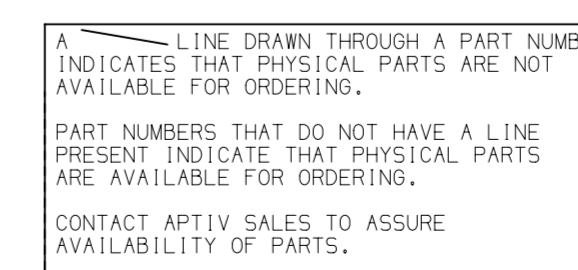 A LINE DRAWN THROUGH A PART NUMB
INDICATES THAT PHYSICAL PARTS ARE NOT
AVAILABLE FOR ORDERING.
PART NUMBERS THAT DO NOT HAVE A LINE
PRESENT INDICATE THAT PHYSICAL PARTS
ARE AVAILABLE FOR ORDERING.
CONTACT APTIV SALES TO ASSURE
AVAILABILITY OF PARTS.